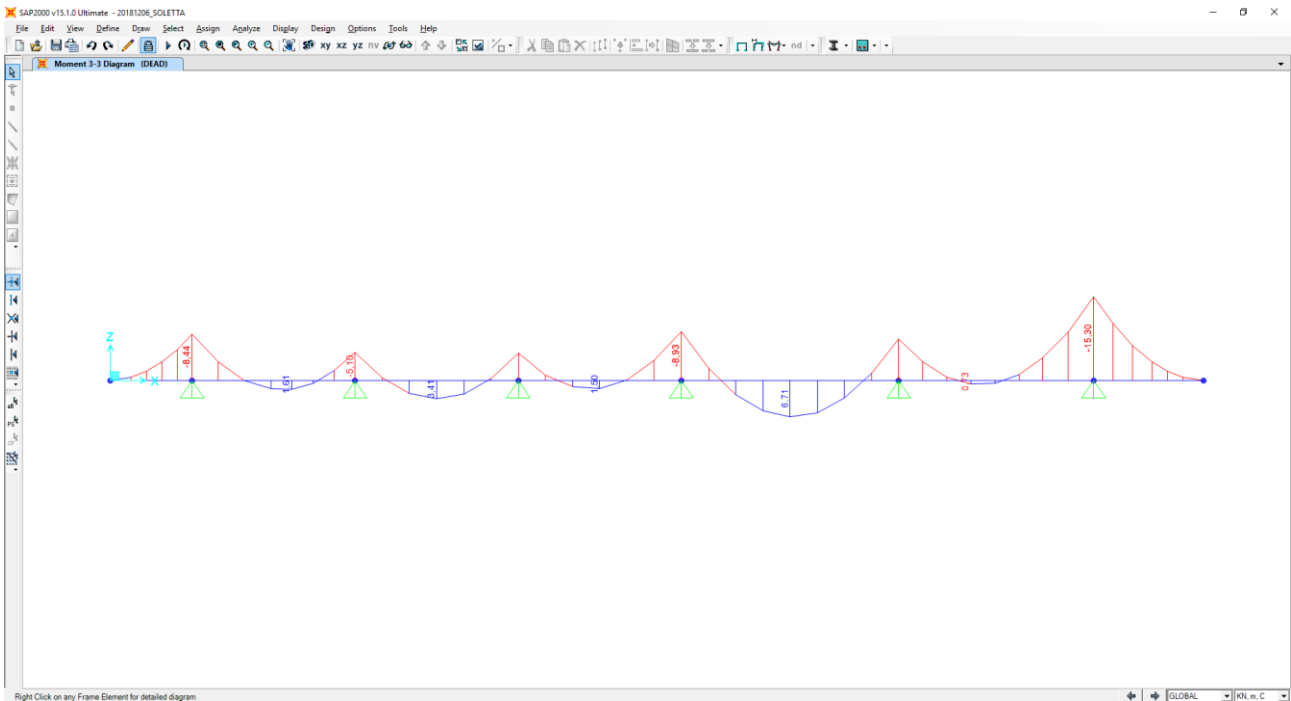 SAP2000 v15.1.0 Ultimate - 20181206_SOLETTA
File Edit View Define Draw Select Assign Analyze Display Design Options Tools Help
xy xz yz nv nd
Moment 3-3 Diagram (DEAD)
Z
X
-8,44
1,61
-5,18
3,41
1,50
-8,93
6,71
0,73
-15,30
Right Click on any Frame Element for detailed diagram
GLOBAL
KN, m, C